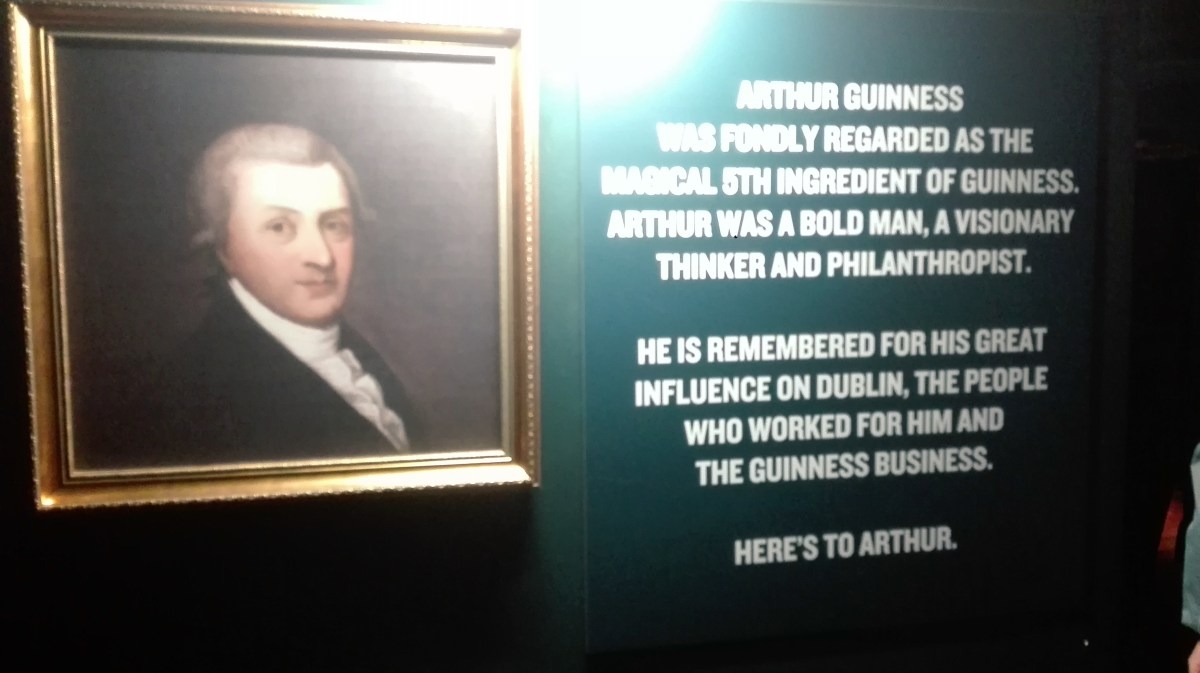 ARTHUR GUINNESS
WAS FONDLY REGARDED AS THE
MAGICAL 5TH INGREDIENT OF GUINNESS.
ARTHUR WAS A BOLD MAN, A VISIONARY
THINKER AND PHILANTHROPIST.
HE IS REMEMBERED FOR HIS GREAT
INFLUENCE ON DUBLIN, THE PEOPLE
WHO WORKED FOR HIM AND
THE GUINNESS BUSINESS.
HERE'S TO ARTHUR.